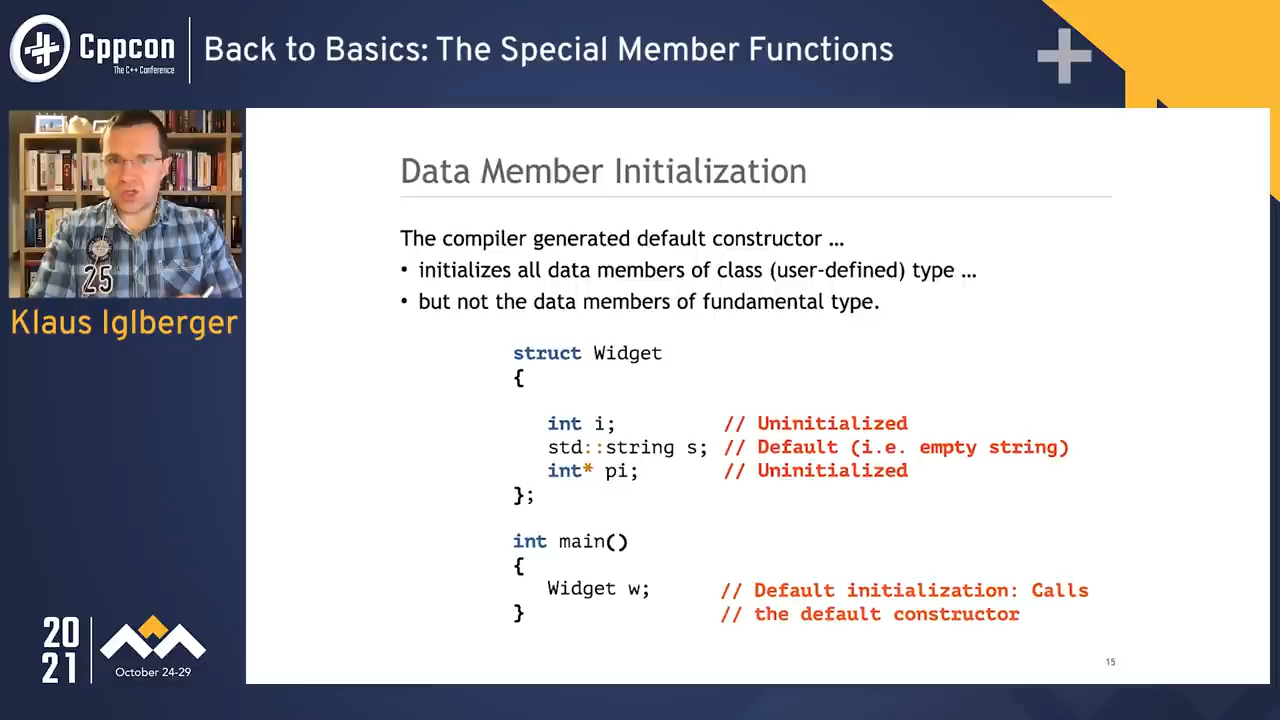 Cppcon
The C++ Conference
Back to Basics: The Special Member Functions
25
Klaus Iglberger
20
21
October 24-29
Data Member Initialization
The compiler generated default constructor …
• initializes all data members of class (user-defined) type …
• but not the data members of fundamental type.
struct Widget
{
int i; // Uninitialized
std::string s; // Default (i.e. empty string)
int* pi; // Uninitialized
};
int main()
{
Widget w; // Default initialization: Calls
} // the default constructor
15